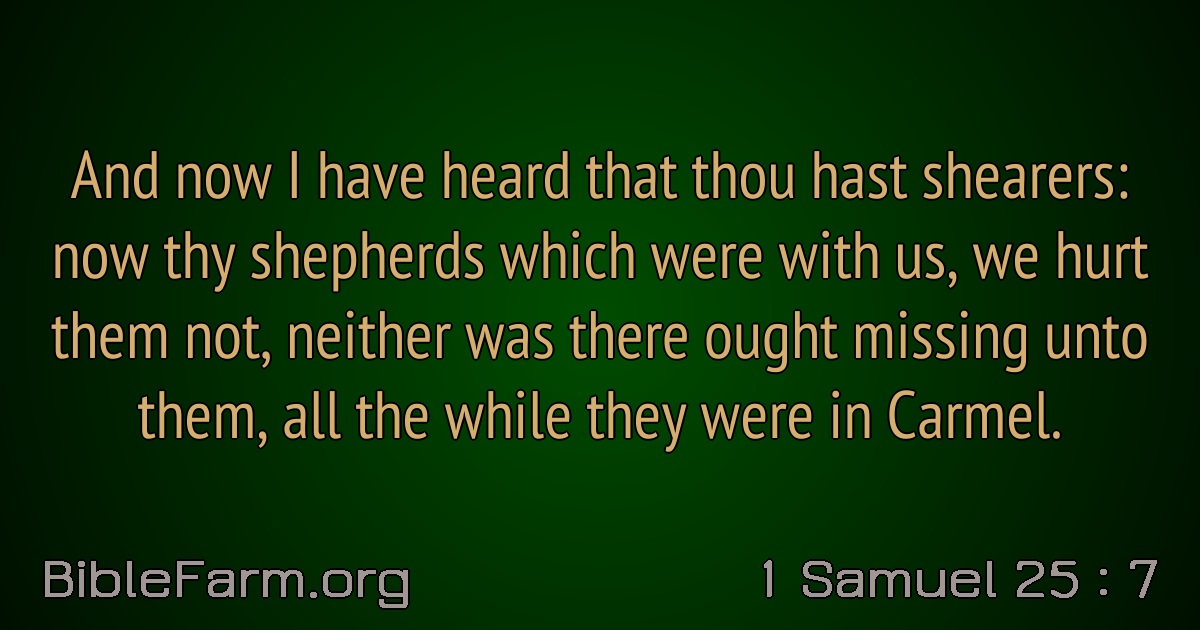 And now I have heard that thou hast shearers:
now thy shepherds which were with us, we hurt
them not, neither was there ought missing unto
them, all the while they were in Carmel.
BibleFarm.org
1 Samuel 25 : 7